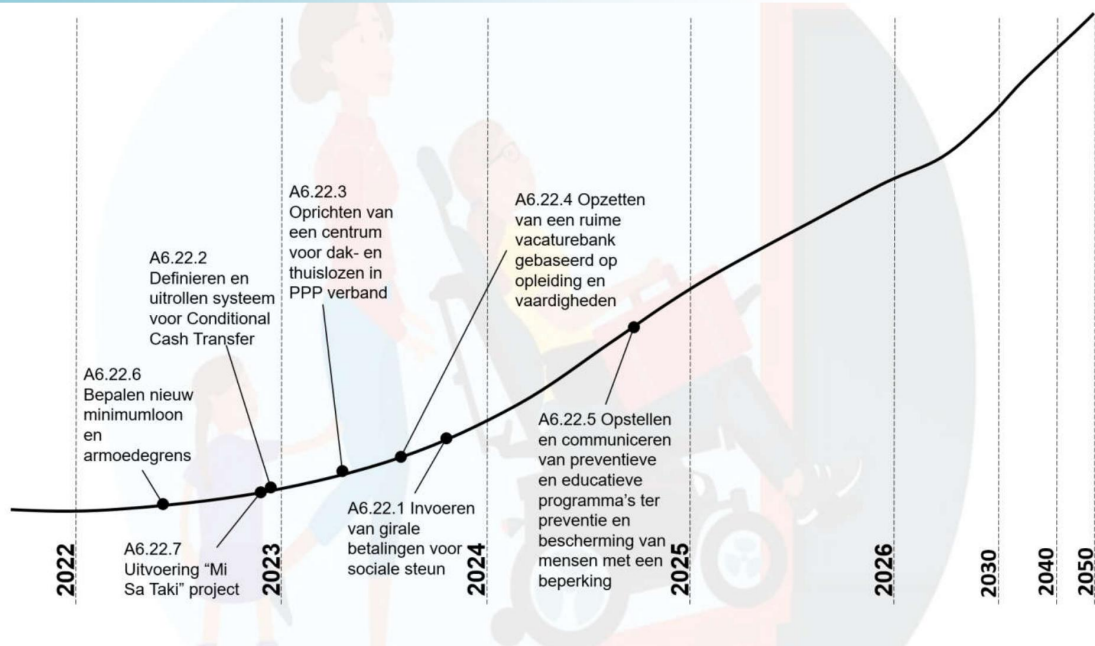 A6.22.3
Oprichten van
een centrum
voor dak- en
thuislozen in
PPP verband
A6.22.4 Opzetten
van een ruime
vacaturebank
gebaseerd op
opleiding en
vaardigheden
A6.22.2
Definieren en
uitrollen systeem
voor Conditional
Cash Transfer
A6.22.6
Bepalen nieuw
minimumloon
en
armoedegrens
A6.22.5 Opstellen
en communiceren
van preventieve
en educatieve
programma's ter
preventie en
bescherming van
mensen met een
beperking
A6.22.1 Invoeren
van girale
betalingen voor
sociale steun
A6.22.7
Uitvoering “Mi
Sa Taki” project
2022
2023
2024
2025
2026
2030
2040
2050